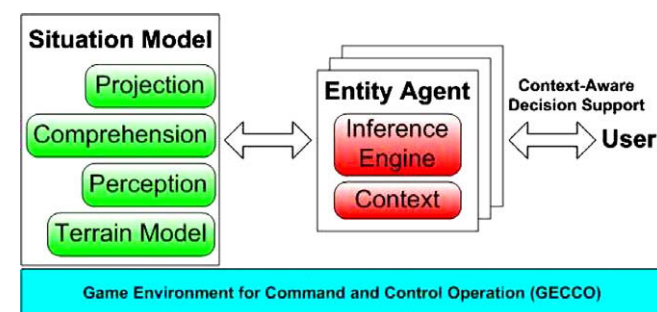 Situation Model
Projection
Comprehension
Perception
Terrain Model
Entity Agent
Inference
Engine
Context
Context-Aware
Decision Support
User
Game Environment for Command and Control Operation (GECCO)